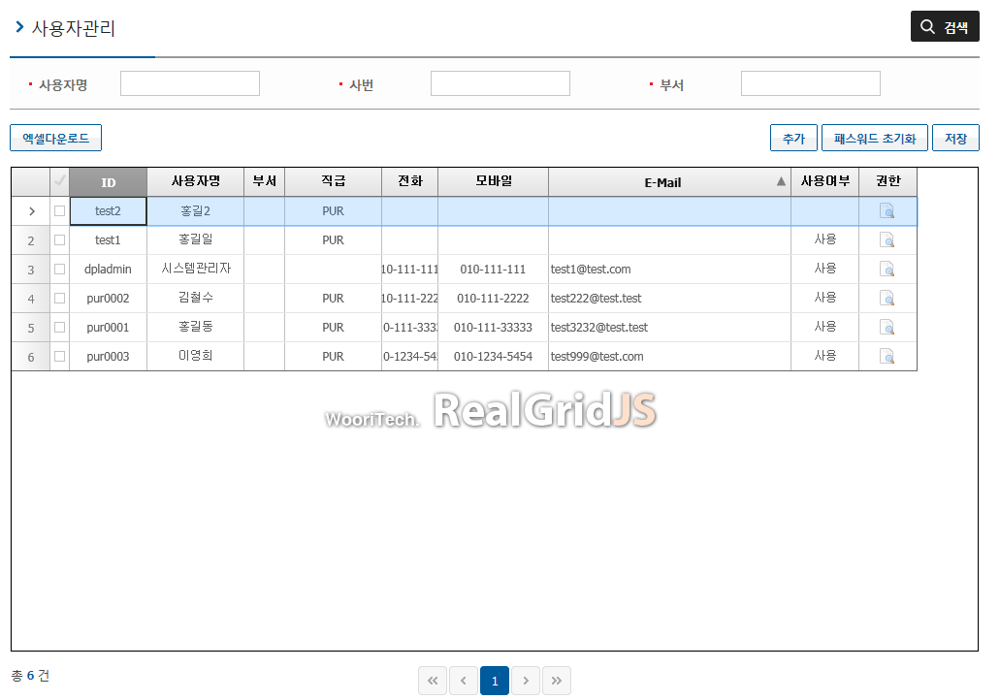 사용자관리
검색
사용자명 사번 부서
엑셀다운로드 추가 패스워드 초기화 저장
ID 사용자명 부서 직급 전화 모바일 E-Mail 사용여부 권한
test2 홍길2 PUR
2 test1 홍길일 PUR 사용
3 dpladmin 시스템관리자 10-111-111 010-111-111 test1@test.com 사용
4 pur0002 김철수 PUR 10-111-222 010-111-2222 test222@test.test 사용
5 pur0001 홍길동 PUR 0-111-333 010-111-33333 test3232@test.test 사용
6 pur0003 이영희 PUR 0-1234-54 010-1234-5454 test999@test.com 사용
WooriTech. RealGridJS
총 6 건
1